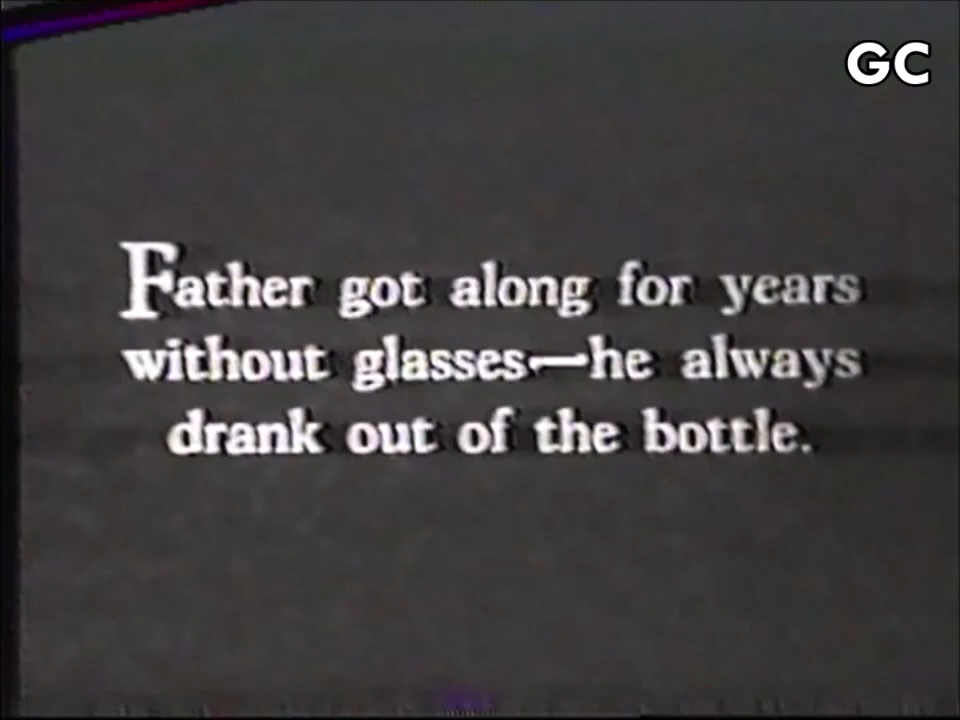 GC
Father got along for years
without glasses—he always
drank out of the bottle.